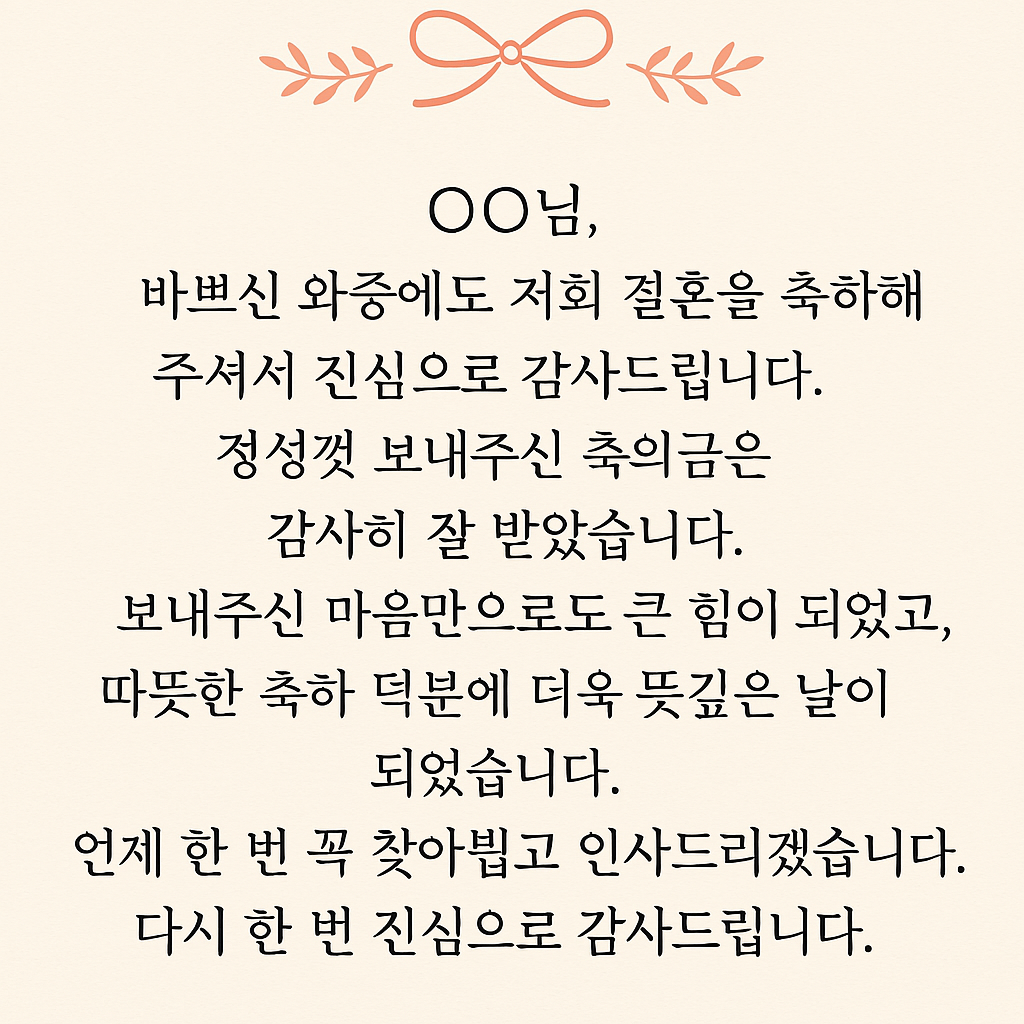 ○○님,
바쁘신 와중에도 저희 결혼을 축하해
주셔서 진심으로 감사드립니다.
정성껏 보내주신 축의금은
감사히 잘 받았습니다.
보내주신 마음만으로도 큰 힘이 되었고,
따뜻한 축하 덕분에 더욱 뜻깊은 날이
되었습니다.
언제 한 번 꼭 찾아뵙고 인사드리겠습니다.
다시 한 번 진심으로 감사드립니다.